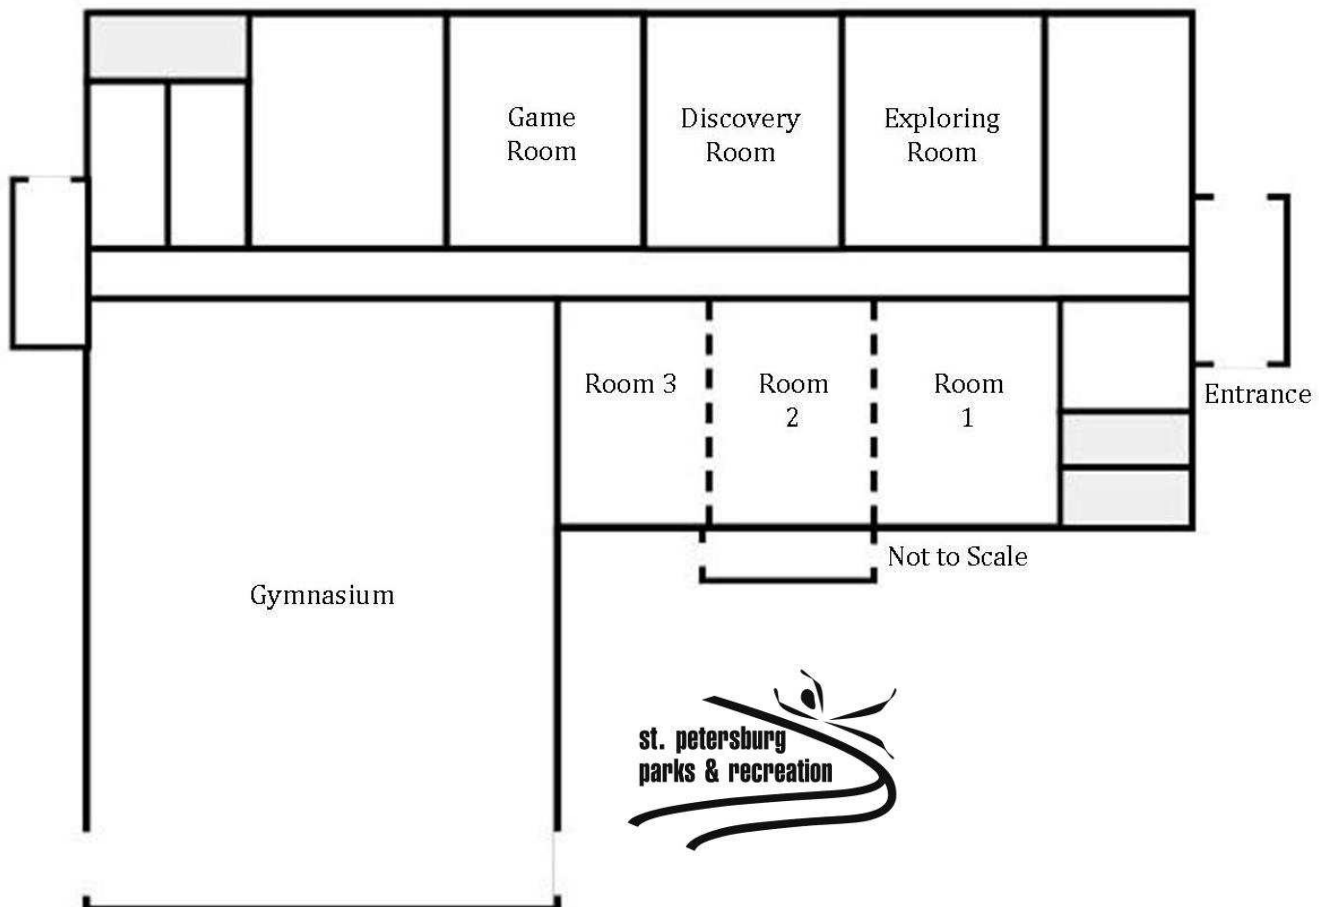 Game
Room
Discovery
Room
Exploring
Room
Room 3
Room
2
Room
1
Entrance
Not to Scale
Gymnasium
st. petersburg
parks & recreation